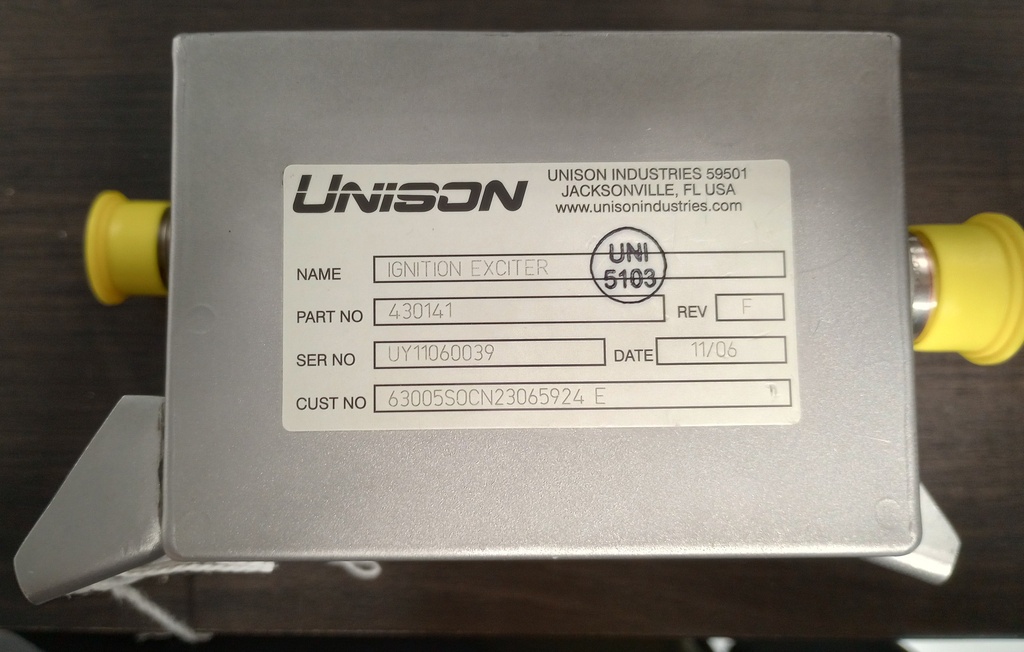 UNISON
UNISON INDUSTRIES 59501
JACKSONVILLE, FL USA
www.unisonindustries.com
UNI
5103
NAME IGNITION EXCITER
PART NO 430141 REV F
SER NO UY11060039 DATE 11/06
CUST NO 63005SOCN23065924 E